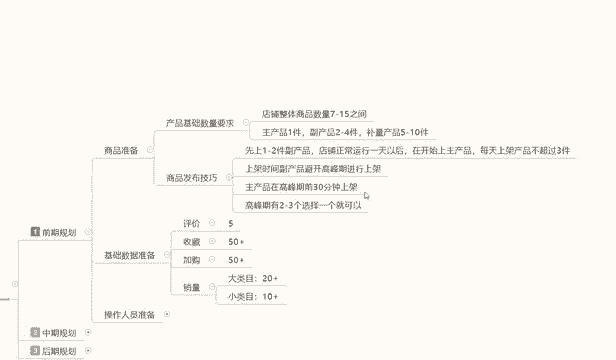 店铺整体商品数量7-15之间
产品基础数量要求
主产品1件，副产品2-4件，补量产品5-10件
商品准备
先上1-2件副产品，店铺正常运行一天以后，在开始上主产品，每天上架产品不超过3件
上架时间副产品避开高峰期进行上架
商品发布技巧
主产品在高峰期前30分钟上架
高峰期有2-3个选择一个就可以
评价 5
1 前期规划
收藏 50+
基础数据准备
加购 50+
大类目：20+
销量
小类目：10+
操作人员准备
2 中期规划
3 后期规划